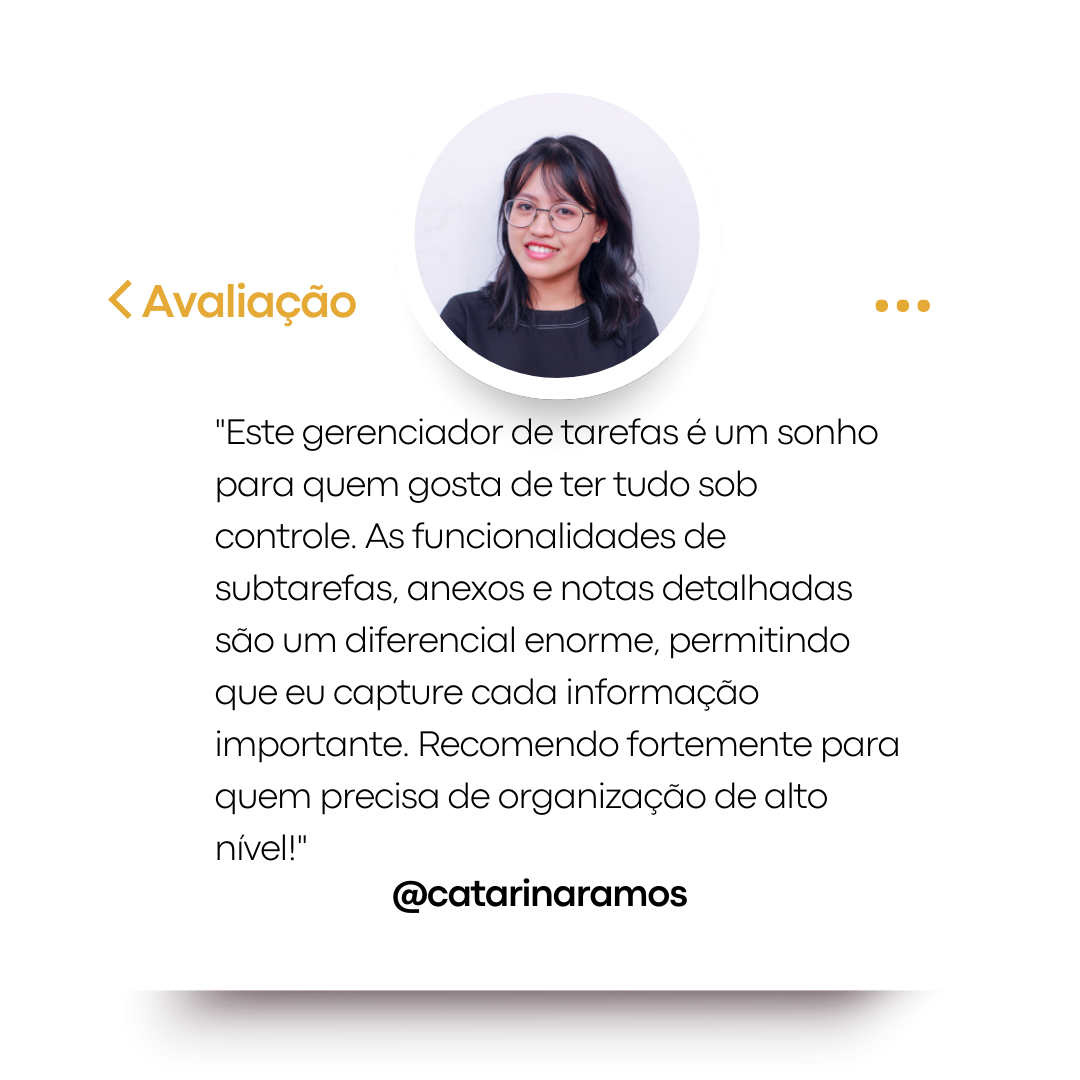 Avaliação
"Este gerenciador de tarefas é um sonho
para quem gosta de ter tudo sob
controle. As funcionalidades de
subtarefas, anexos e notas detalhadas
são um diferencial enorme, permitindo
que eu capture cada informação
importante. Recomendo fortemente para
quem precisa de organização de alto
nível!"
@catarinaramos